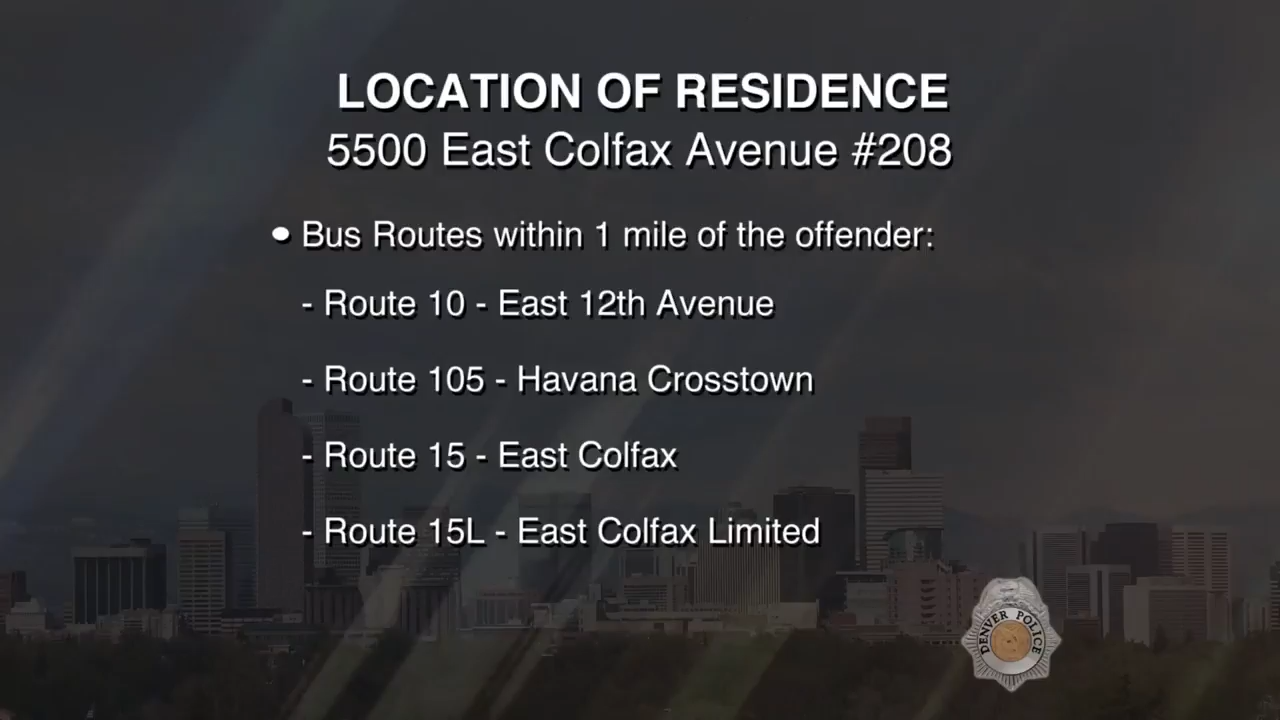 LOCATION OF RESIDENCE
5500 East Colfax Avenue #208
• Bus Routes within 1 mile of the offender:
- Route 10 - East 12th Avenue
- Route 105 - Havana Crosstown
- Route 15 - East Colfax
- Route 15L - East Colfax Limited
DENVER POLICE